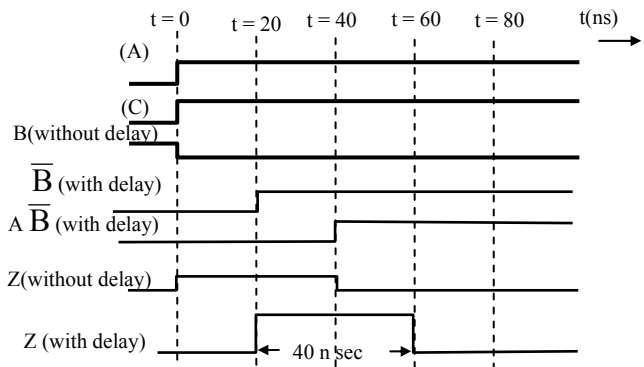 t = 0 t = 20 t = 40 t = 60 t = 80 t(ns)
(A)
(C)
B(without delay)
B̅ (with delay)
A B̅ (with delay)
Z(without delay)
Z (with delay)
40 n sec